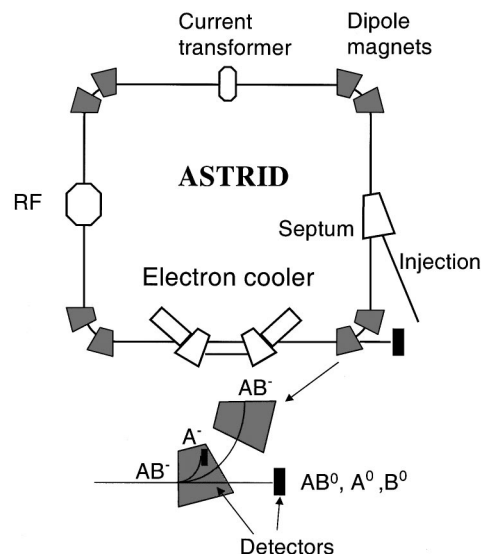 Current
transformer
Dipole
magnets
ASTRID
RF
Septum
Injection
Electron cooler
AB⁻
A⁻
AB⁻
AB⁰, A⁰ ,B⁰
Detectors